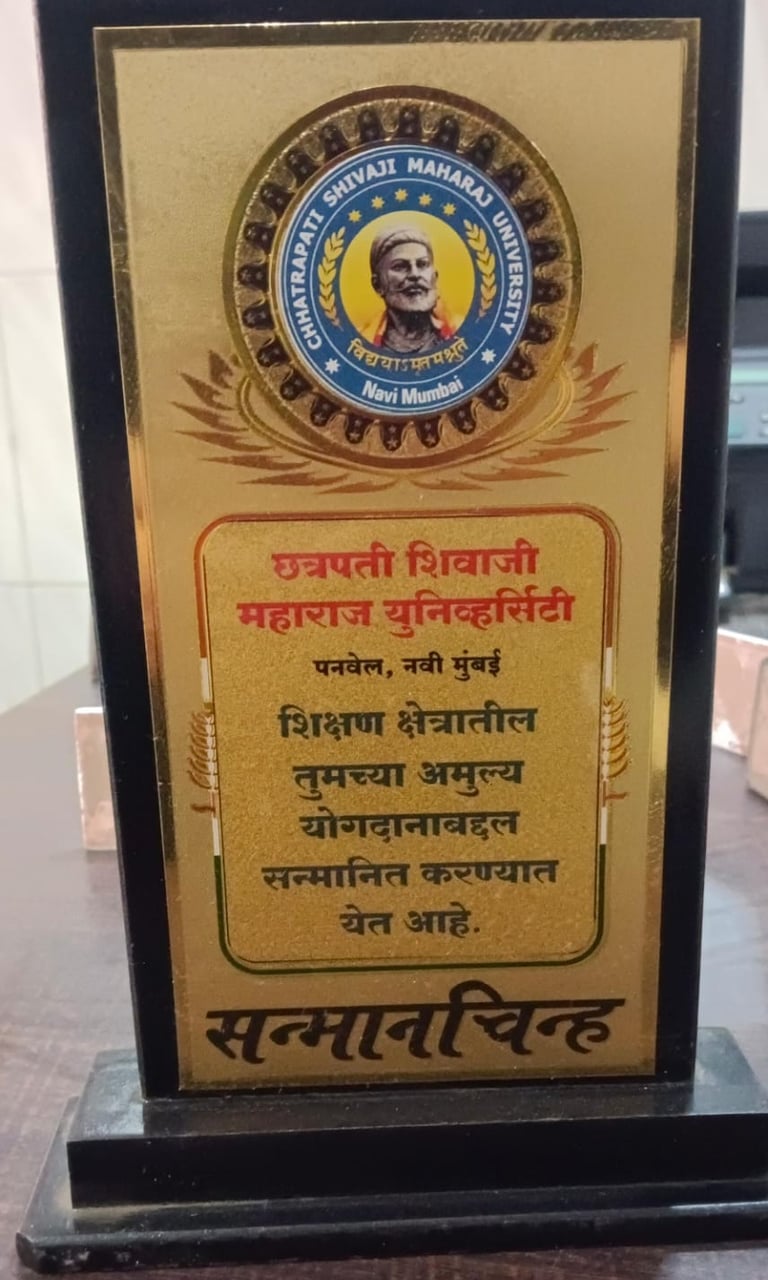 CHHATRAPATI SHIVAJI MAHARAJ UNIVERSITY
विद्ययाऽमृतमश्नुते
Navi Mumbai
छत्रपती शिवाजी
महाराज युनिव्हर्सिटी
पनवेल, नवी मुंबई
शिक्षण क्षेत्रातील
तुमच्या अमुल्य
योगदानाबद्दल
सन्मानित करण्यात
येत आहे.
सन्मानचिन्ह